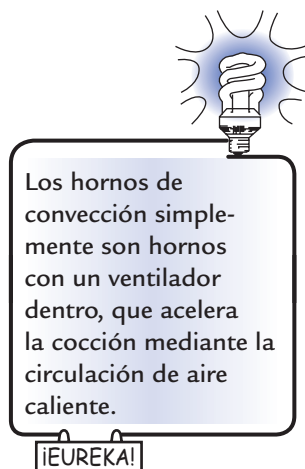 Los hornos de
convección simple-
mente son hornos
con un ventilador
dentro, que acelera
la cocción mediante la
circulación de aire
caliente.
¡EUREKA!